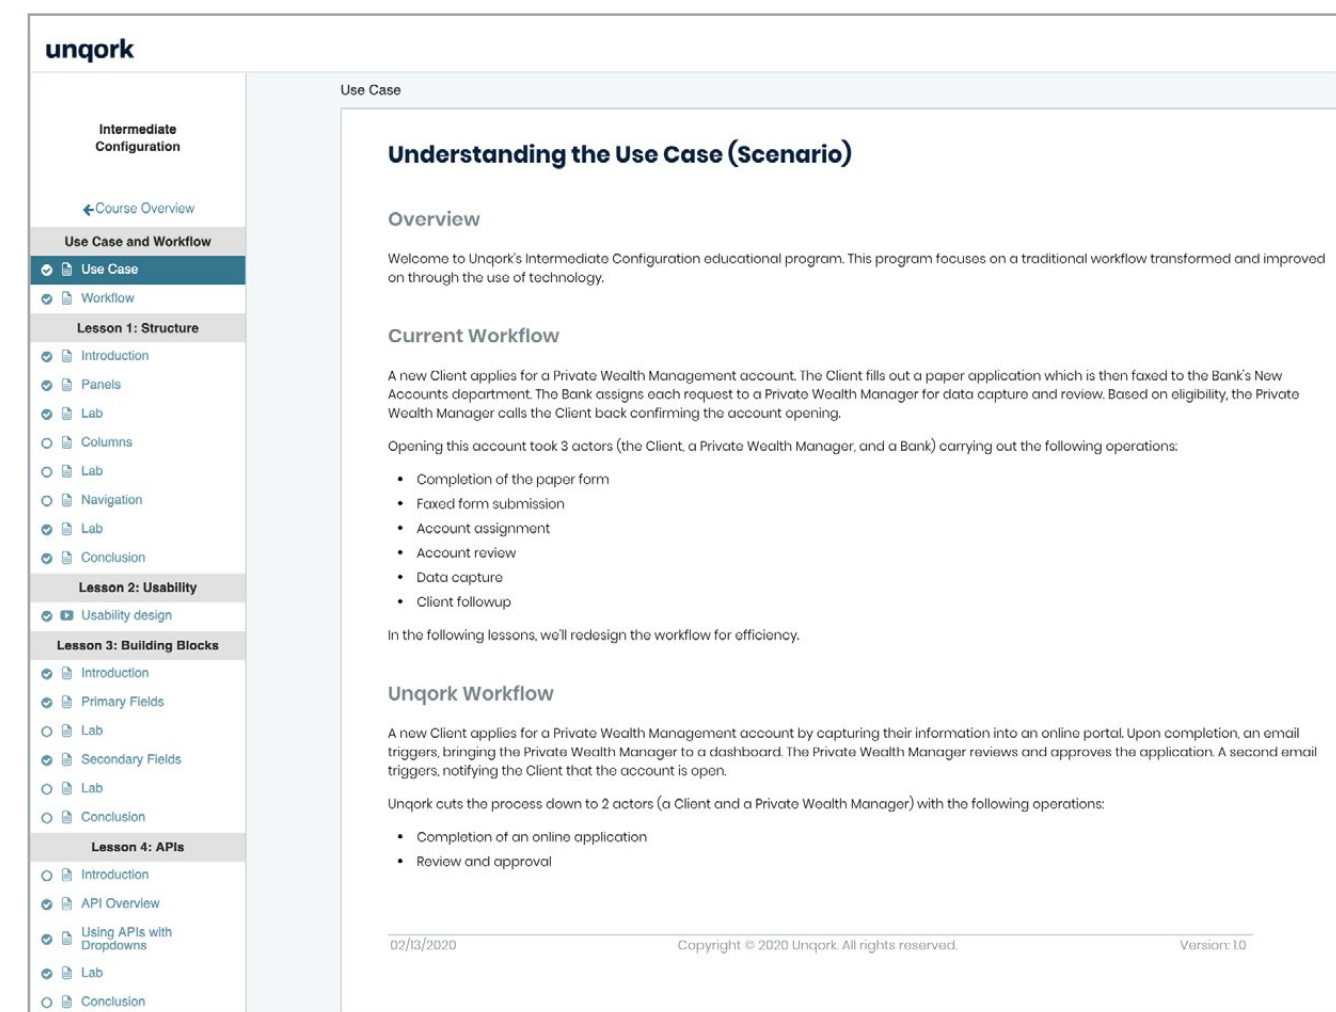 unqork
Intermediate
Configuration
Course Overview
Use Case and Workflow
Use Case
Workflow
Lesson 1: Structure
Introduction
Panels
Lab
Columns
Lab
Navigation
Lab
Conclusion
Lesson 2: Usability
Usability design
Lesson 3: Building Blocks
Introduction
Primary Fields
Lab
Secondary Fields
Lab
Conclusion
Lesson 4: APIs
Introduction
API Overview
Using APIs with
Dropdowns
Lab
Conclusion
Use Case
Understanding the Use Case (Scenario)
Overview
Welcome to Unqork's Intermediate Configuration educational program. This program focuses on a traditional workflow transformed and improved
on through the use of technology.
Current Workflow
A new Client applies for a Private Wealth Management account. The Client fills out a paper application which is then faxed to the Bank's New
Accounts department. The Bank assigns each request to a Private Wealth Manager for data capture and review. Based on eligibility, the Private
Wealth Manager calls the Client back confirming the account opening.
Opening this account took 3 actors (the Client, a Private Wealth Manager, and a Bank) carrying out the following operations:
• Completion of the paper form
• Faxed form submission
• Account assignment
• Account review
• Data capture
• Client followup
In the following lessons, we'll redesign the workflow for efficiency.
Unqork Workflow
A new Client applies for a Private Wealth Management account by capturing their information into an online portal. Upon completion, an email
triggers, bringing the Private Wealth Manager to a dashboard. The Private Wealth Manager reviews and approves the application. A second email
triggers, notifying the Client that the account is open.
Unqork cuts the process down to 2 actors (a Client and a Private Wealth Manager) with the following operations:
• Completion of an online application
• Review and approval
02/13/2020 Copyright © 2020 Unqork. All rights reserved. Version: 1.0